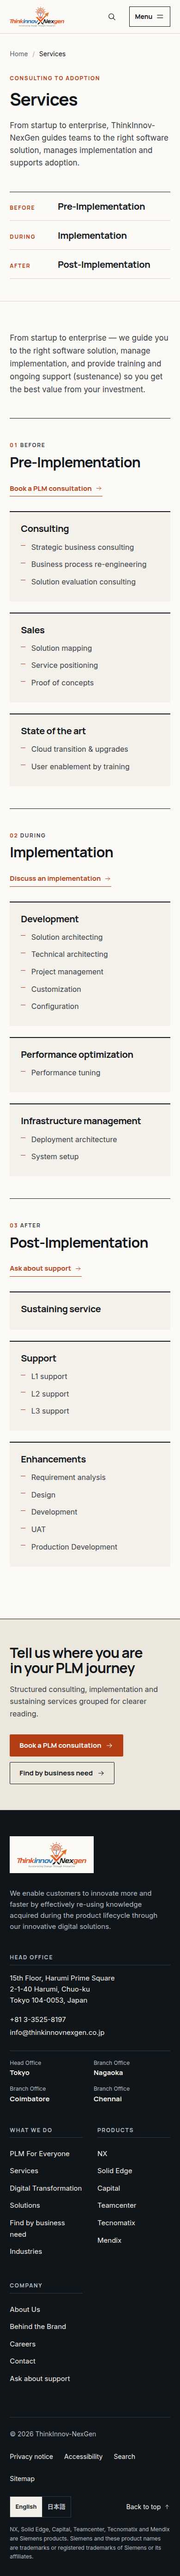 ThinkInnov Nexgen
Menu
Home / Services
CONSULTING TO ADOPTION
Services
From startup to enterprise, ThinkInnov-
NexGen guides teams to the right software
solution, manages implementation and
supports adoption.
BEFORE Pre-Implementation
DURING Implementation
AFTER Post-Implementation
From startup to enterprise — we guide you
to the right software solution, manage
implementation, and provide training and
ongoing support (sustenance) so you get
the best value from your investment.
01 BEFORE
Pre-Implementation
Book a PLM consultation →
Consulting
— Strategic business consulting
— Business process re-engineering
— Solution evaluation consulting
Sales
— Solution mapping
— Service positioning
— Proof of concepts
State of the art
— Cloud transition & upgrades
— User enablement by training
02 DURING
Implementation
Discuss an implementation →
Development
— Solution architecting
— Technical architecting
— Project management
— Customization
— Configuration
Performance optimization
— Performance tuning
Infrastructure management
— Deployment architecture
— System setup
03 AFTER
Post-Implementation
Ask about support →
Sustaining service
Support
— L1 support
— L2 support
— L3 support
Enhancements
— Requirement analysis
— Design
— Development
— UAT
— Production Development
Tell us where you are
in your PLM journey
Structured consulting, implementation and
sustaining services grouped for clearer
reading.
Book a PLM consultation →
Find by business need →
ThinkInnov Nexgen
We enable customers to innovate more and
faster by effectively re-using knowledge
acquired during the product lifecycle through
our innovative digital solutions.
HEAD OFFICE
15th Floor, Harumi Prime Square
2-1-40 Harumi, Chuo-ku
Tokyo 104-0053, Japan
+81 3-3525-8197
info@thinkinnovnexgen.co.jp
Head Office
Tokyo
Branch Office
Nagaoka
Branch Office
Coimbatore
Branch Office
Chennai
WHAT WE DO
PLM For Everyone
Services
Digital Transformation
Solutions
Find by business
need
Industries
PRODUCTS
NX
Solid Edge
Capital
Teamcenter
Tecnomatix
Mendix
COMPANY
About Us
Behind the Brand
Careers
Contact
Ask about support
© 2026 ThinkInnov-NexGen
Privacy notice Accessibility Search
Sitemap
English 日本語 Back to top ↑
NX, Solid Edge, Capital, Teamcenter, Tecnomatix and Mendix
are Siemens products. Siemens and these product names
are trademarks or registered trademarks of Siemens or its
affiliates.